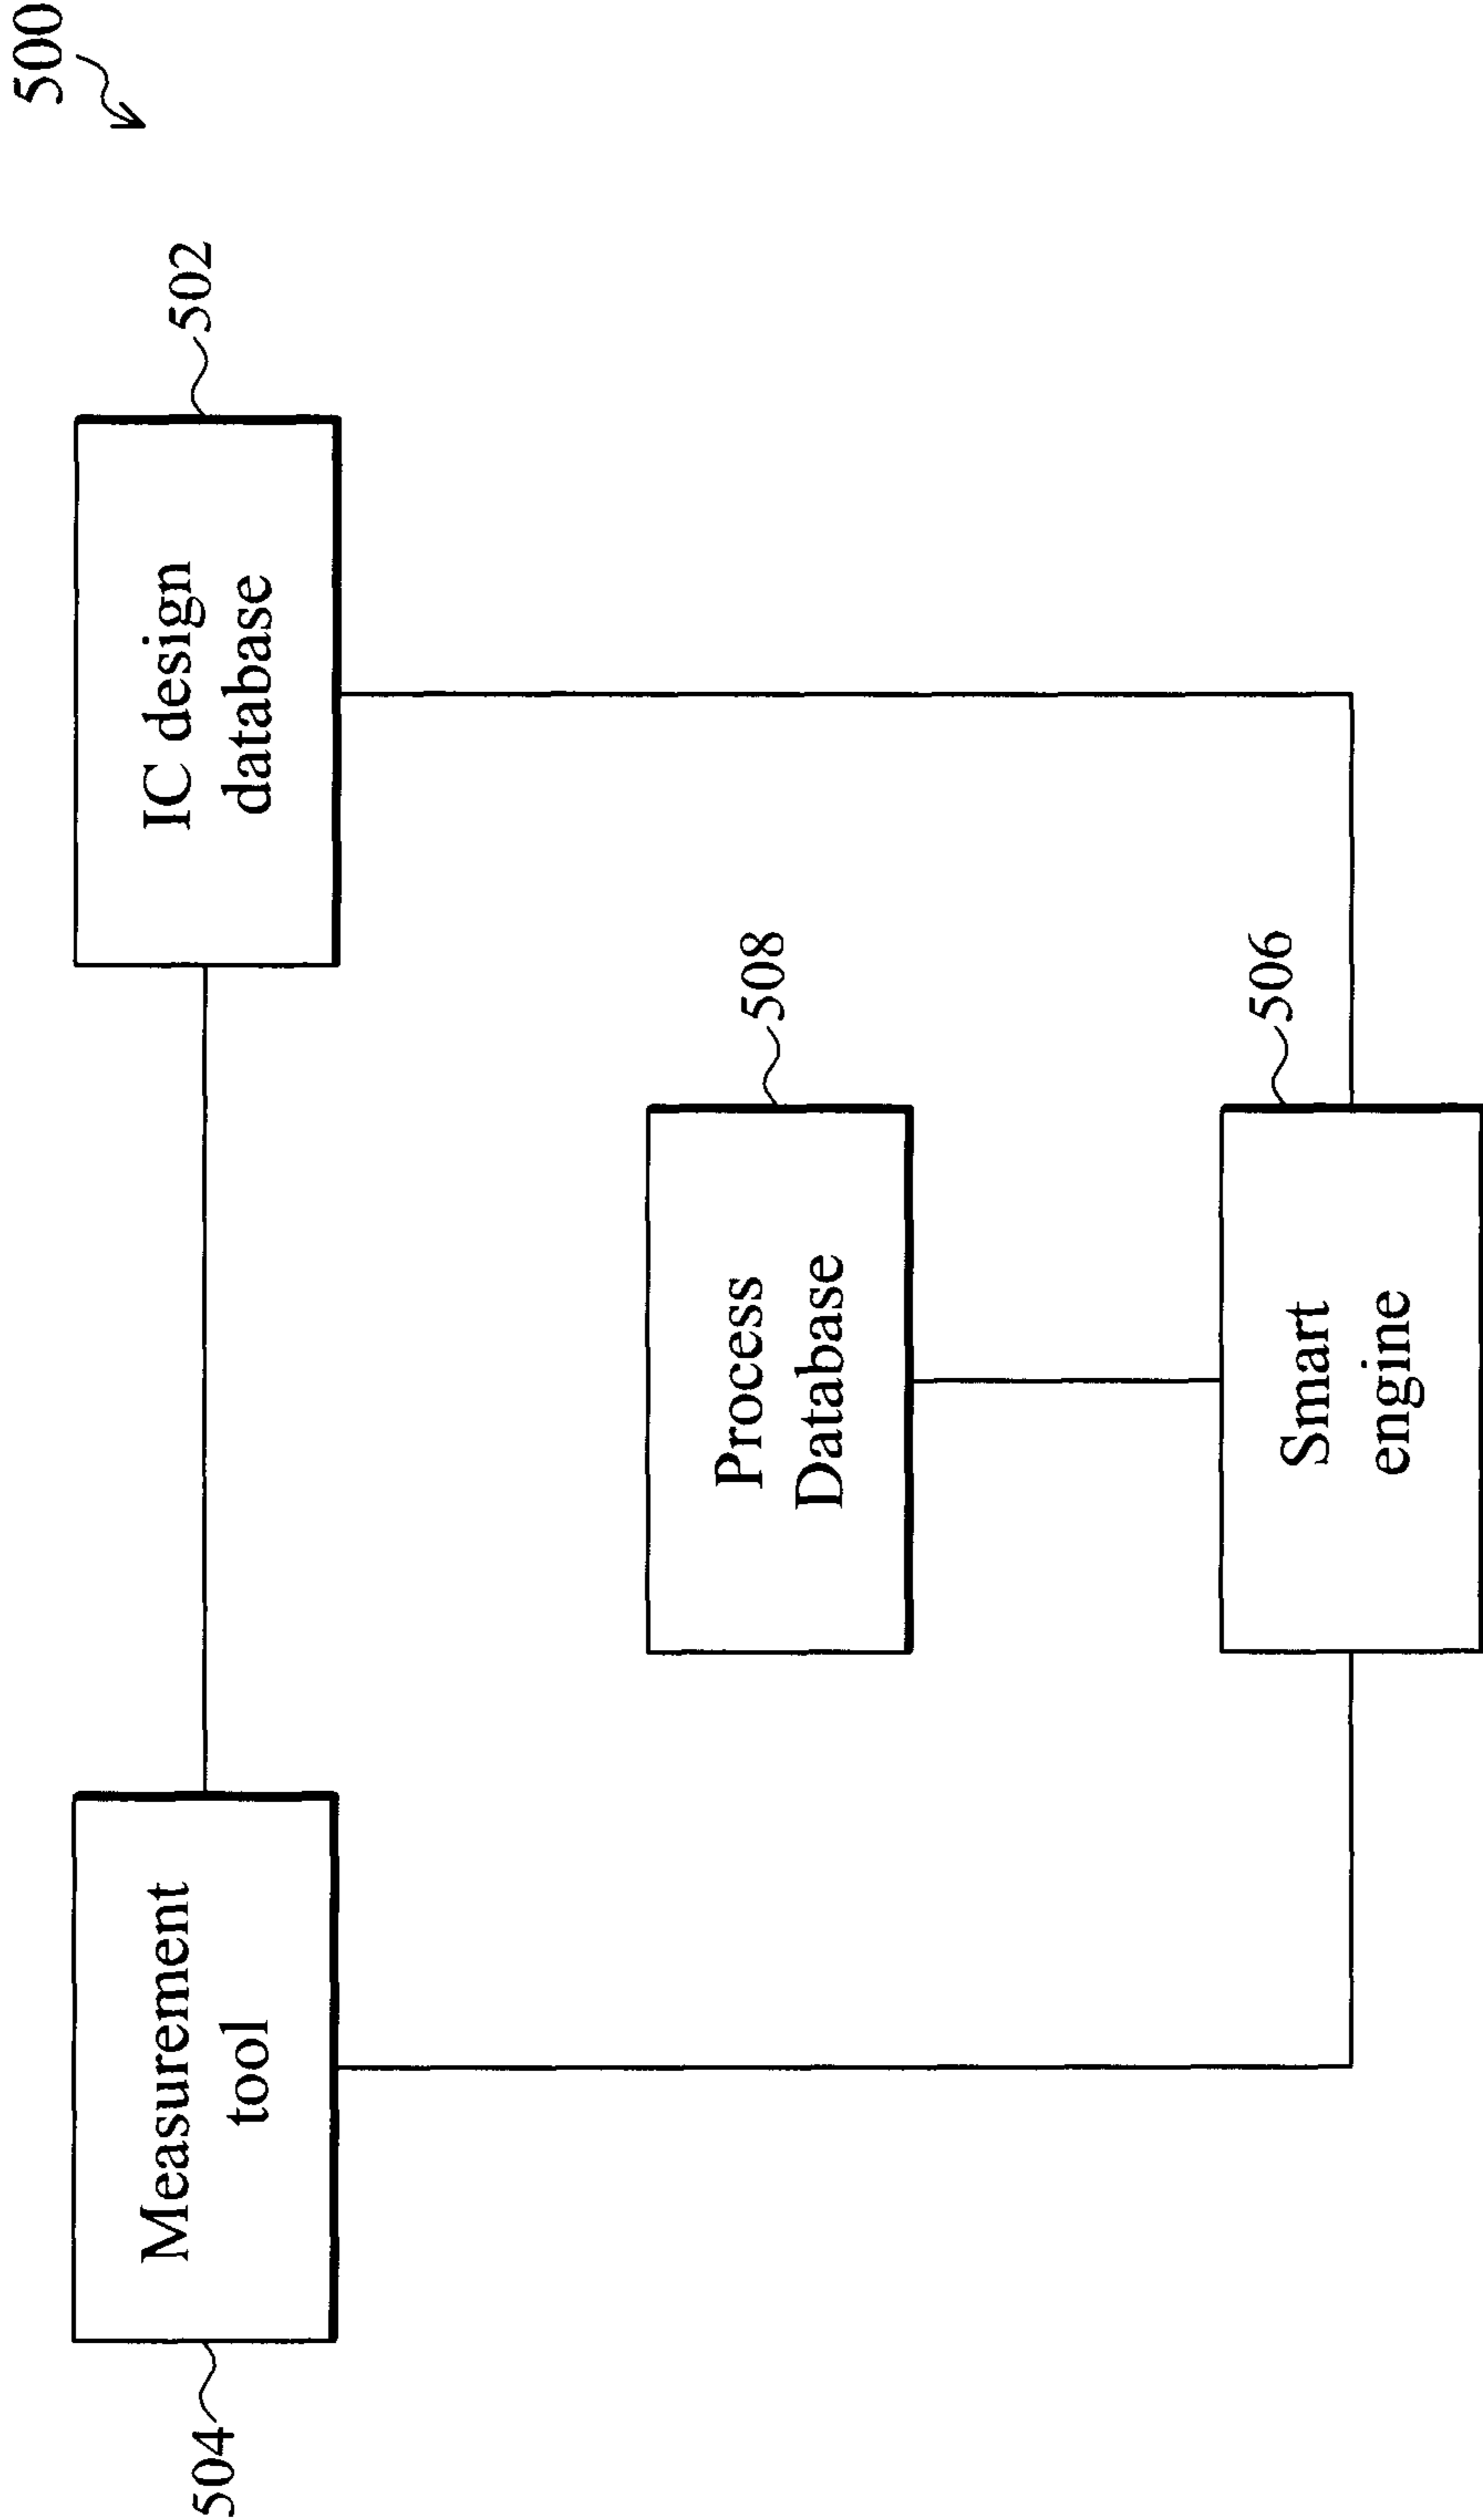 500
504
Measurement
tool
IC design
database
502
Process
Database
508
Smart
engine
506